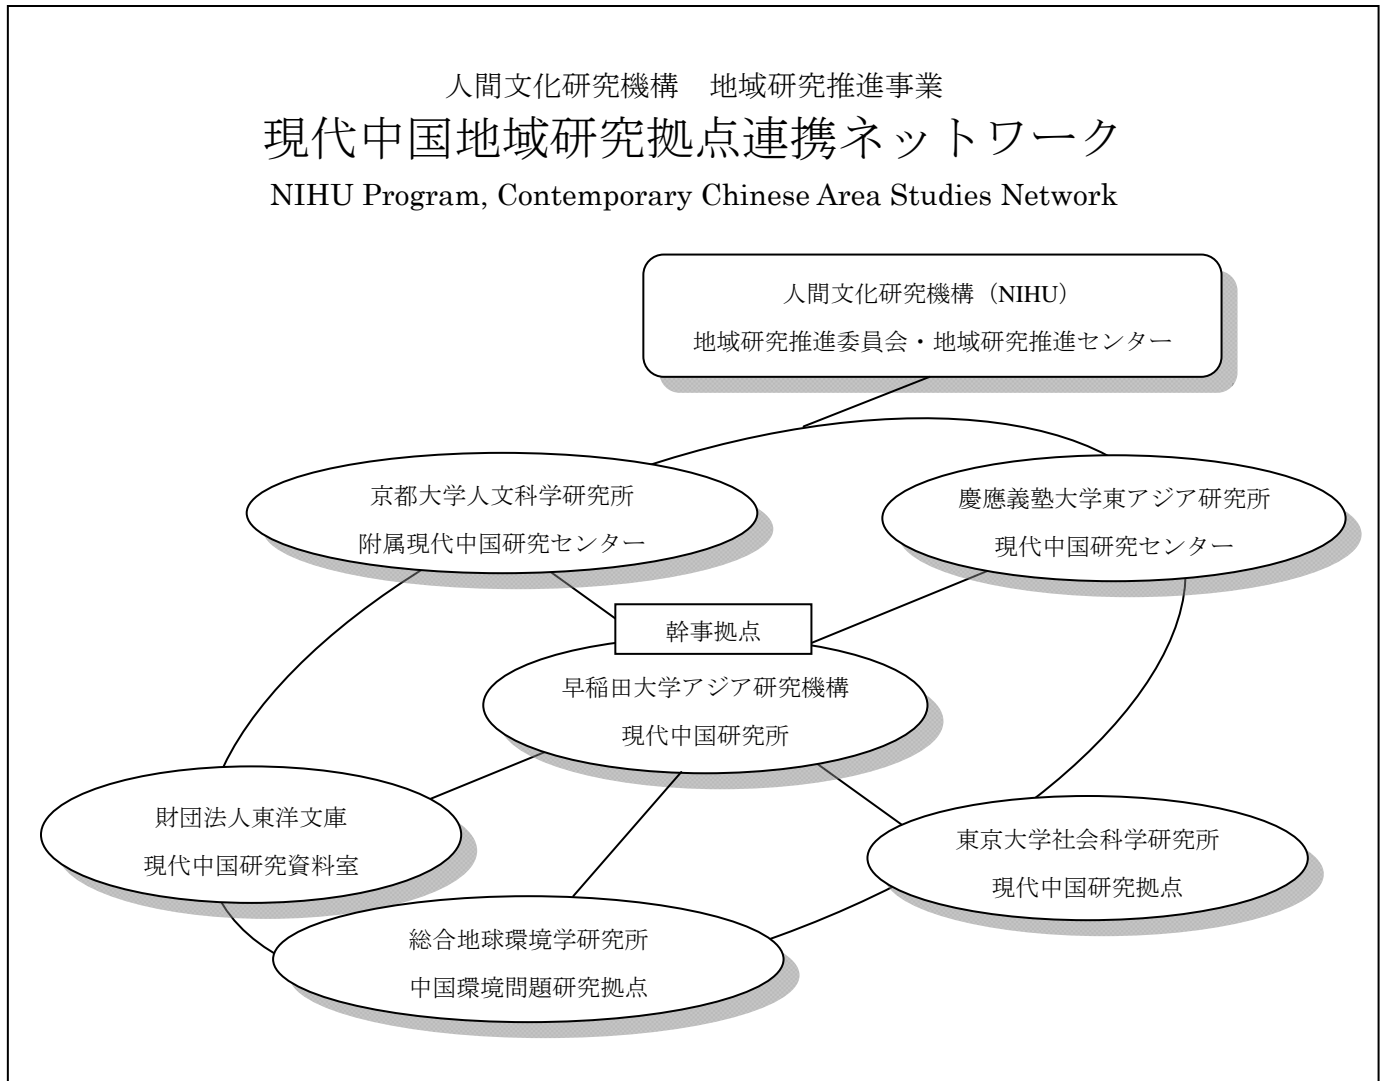 人間文化研究機構　地域研究推進事業
現代中国地域研究拠点連携ネットワーク
NIHU Program, Contemporary Chinese Area Studies Network
人間文化研究機構（NIHU）
地域研究推進委員会・地域研究推進センター
京都大学人文科学研究所
附属現代中国研究センター
慶應義塾大学東アジア研究所
現代中国研究センター
幹事拠点
早稲田大学アジア研究機構
現代中国研究所
財団法人東洋文庫
現代中国研究資料室
東京大学社会科学研究所
現代中国研究拠点
総合地球環境学研究所
中国環境問題研究拠点